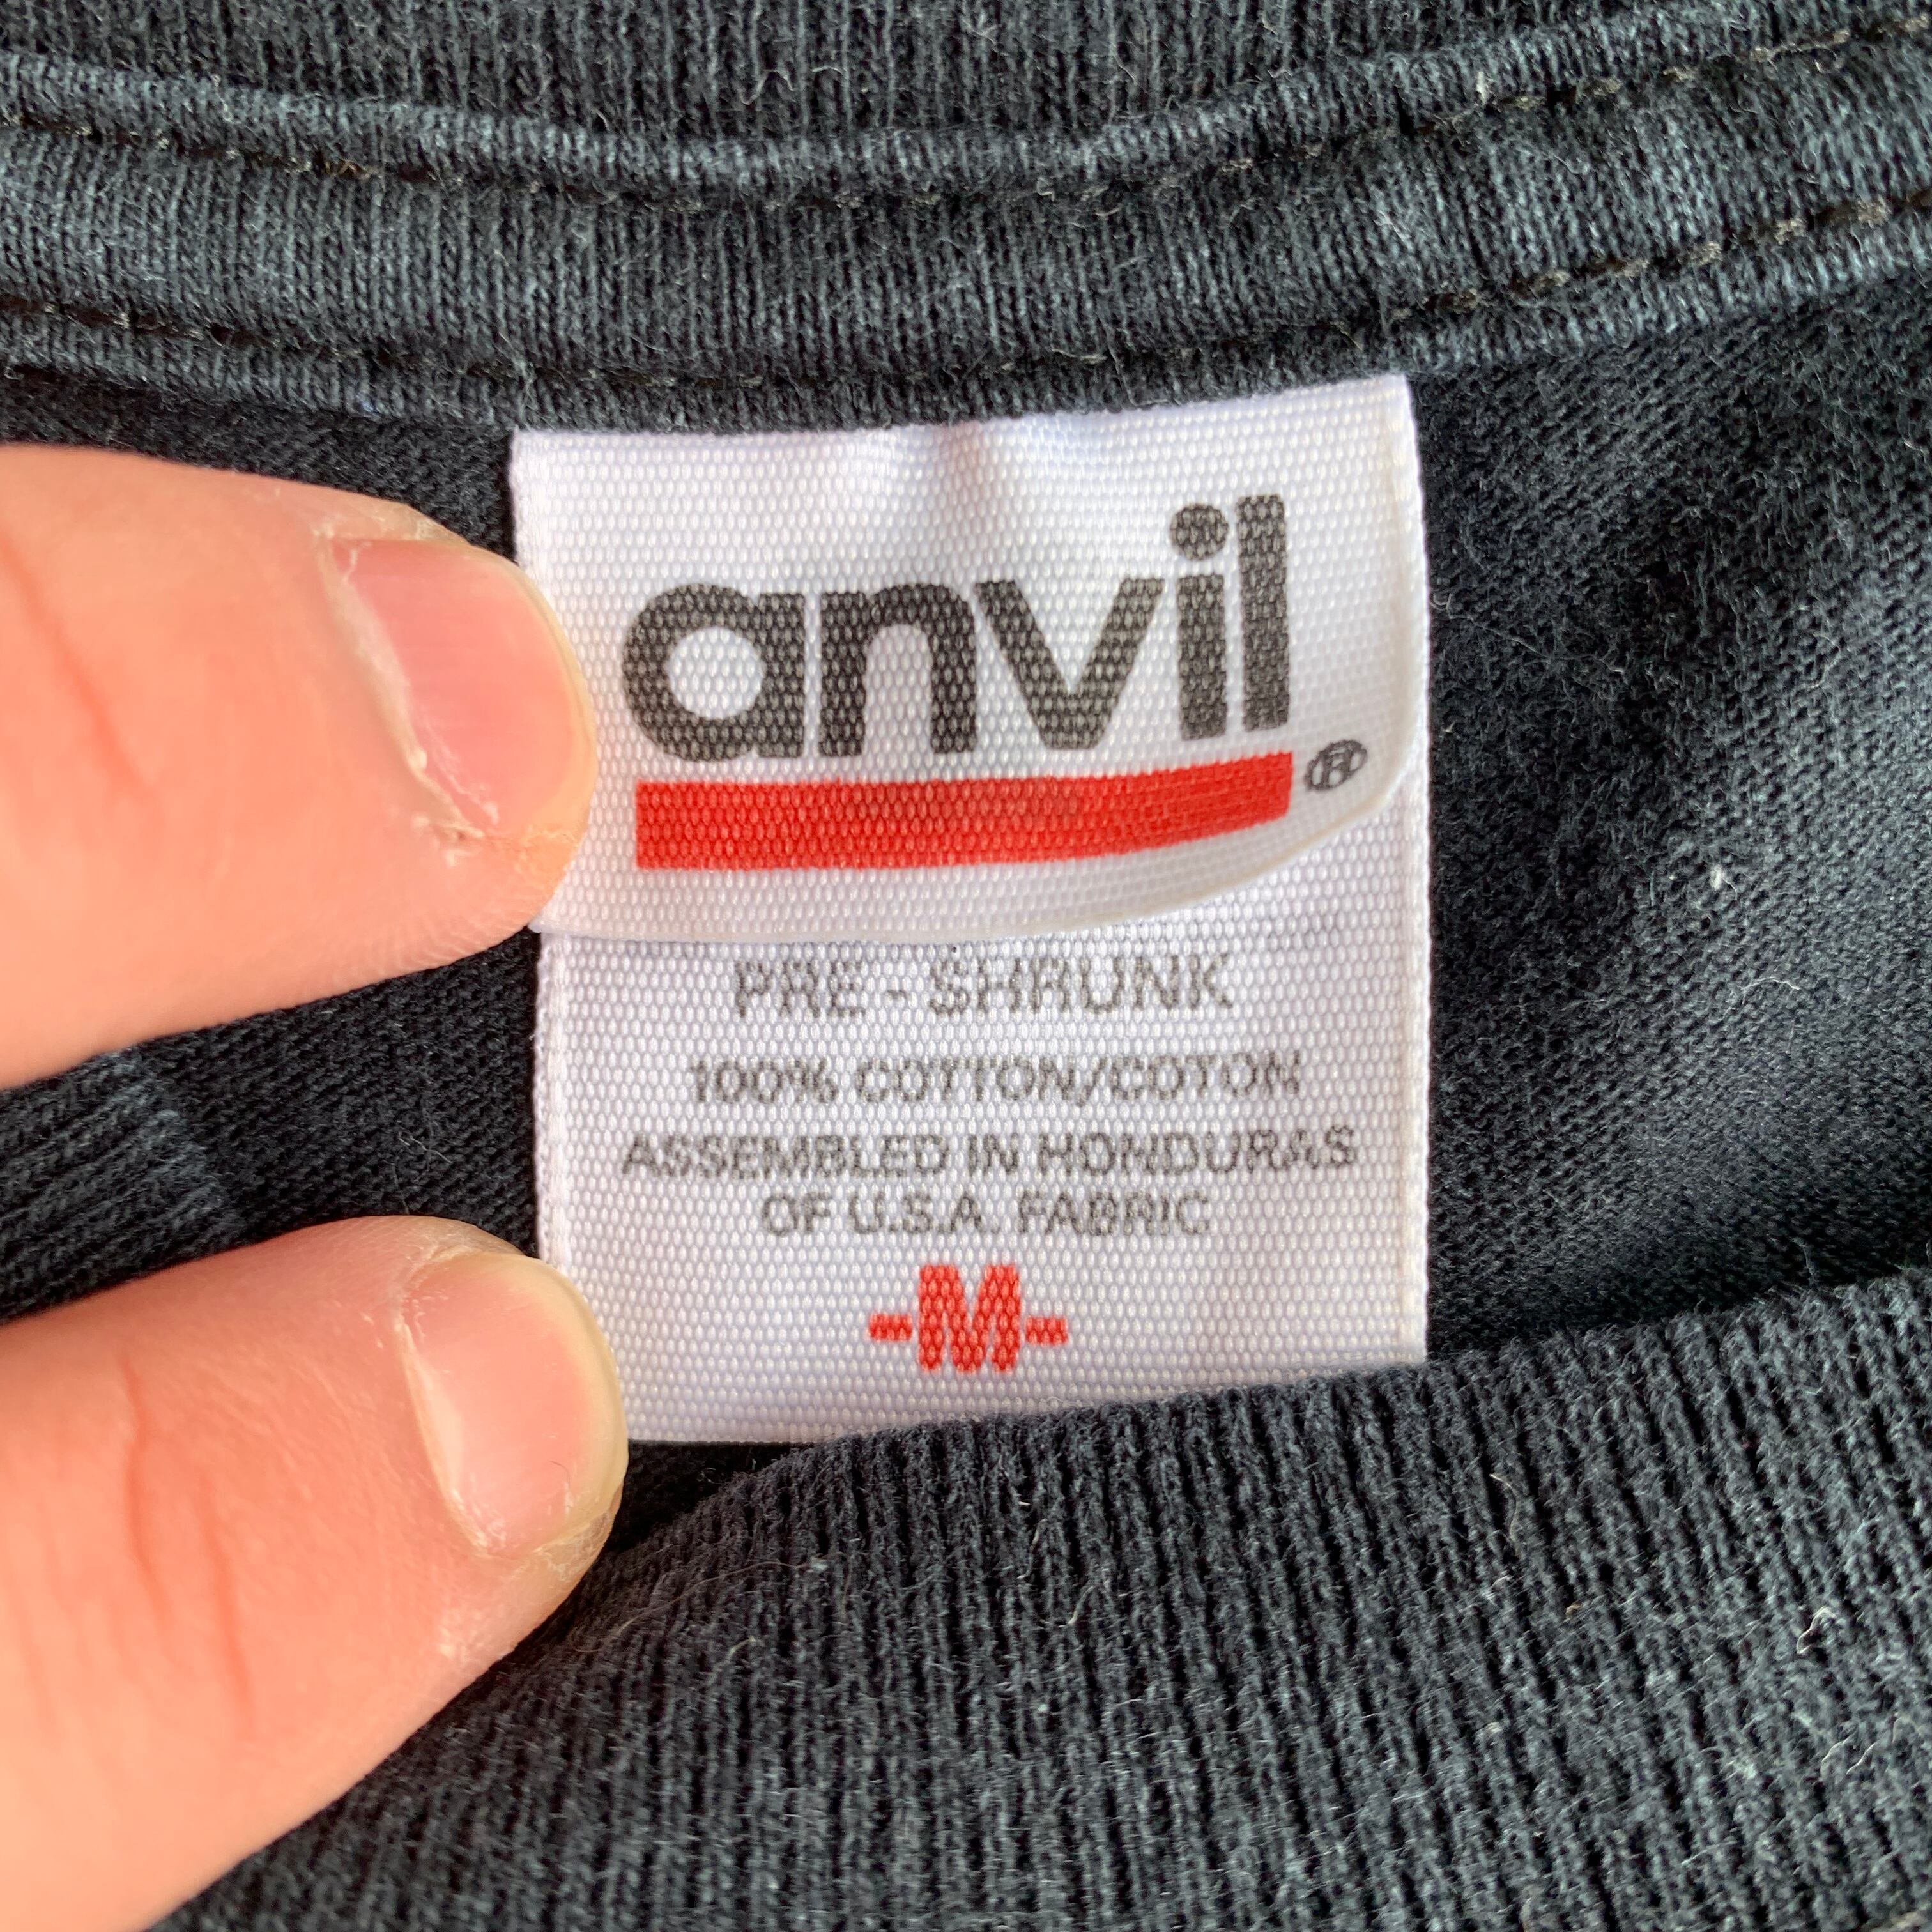 anvil
®
PRE-SHRUNK
100% COTTON/COTON
ASSEMBLED IN HONDURAS
OF U.S.A. FABRIC
-M-